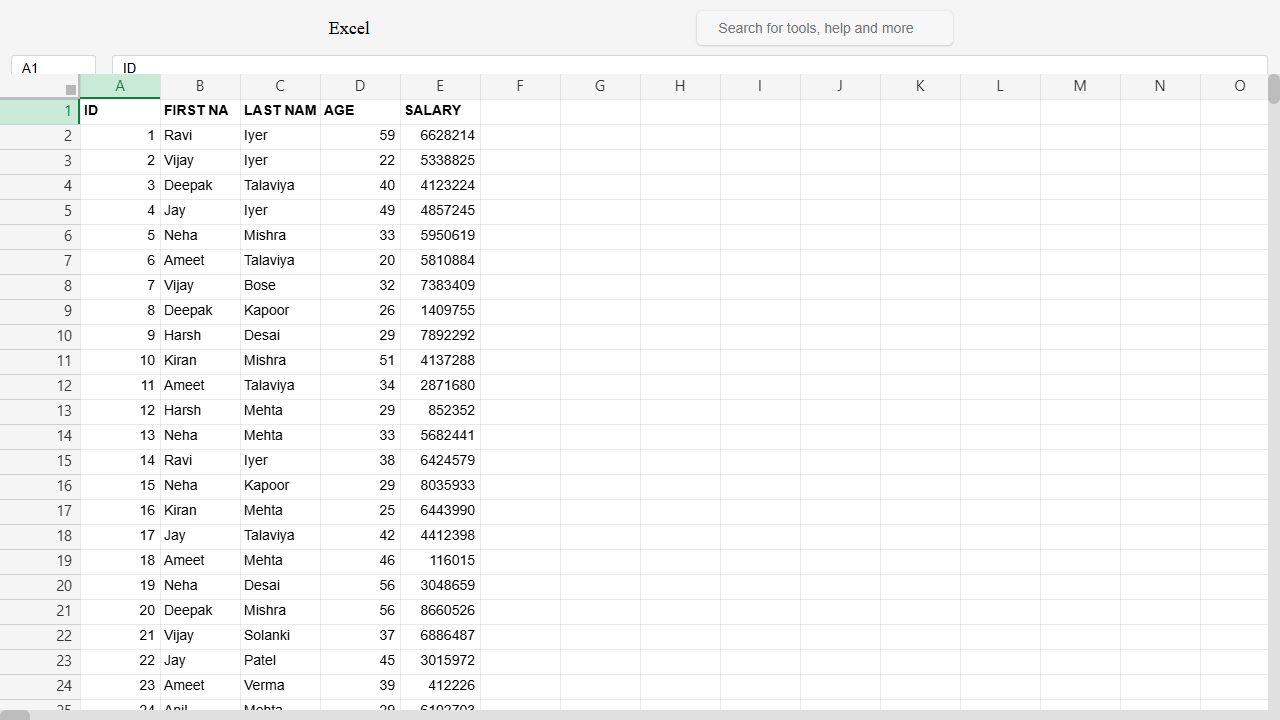 Excel
Search for tools, help and more
A1 ID
A B C D E F G H I J K L M N O
1 ID FIRST NA LAST NAM AGE SALARY
2 1 Ravi Iyer 59 6628214
3 2 Vijay Iyer 22 5338825
4 3 Deepak Talaviya 40 4123224
5 4 Jay Iyer 49 4857245
6 5 Neha Mishra 33 5950619
7 6 Ameet Talaviya 20 5810884
8 7 Vijay Bose 32 7383409
9 8 Deepak Kapoor 26 1409755
10 9 Harsh Desai 29 7892292
11 10 Kiran Mishra 51 4137288
12 11 Ameet Talaviya 34 2871680
13 12 Harsh Mehta 29 852352
14 13 Neha Mehta 33 5682441
15 14 Ravi Iyer 38 6424579
16 15 Neha Kapoor 29 8035933
17 16 Kiran Mehta 25 6443990
18 17 Jay Talaviya 42 4412398
19 18 Ameet Mehta 46 116015
20 19 Neha Desai 56 3048659
21 20 Deepak Mishra 56 8660526
22 21 Vijay Solanki 37 6886487
23 22 Jay Patel 45 3015972
24 23 Ameet Verma 39 412226
25 24 Anil Mehta 29 6102703